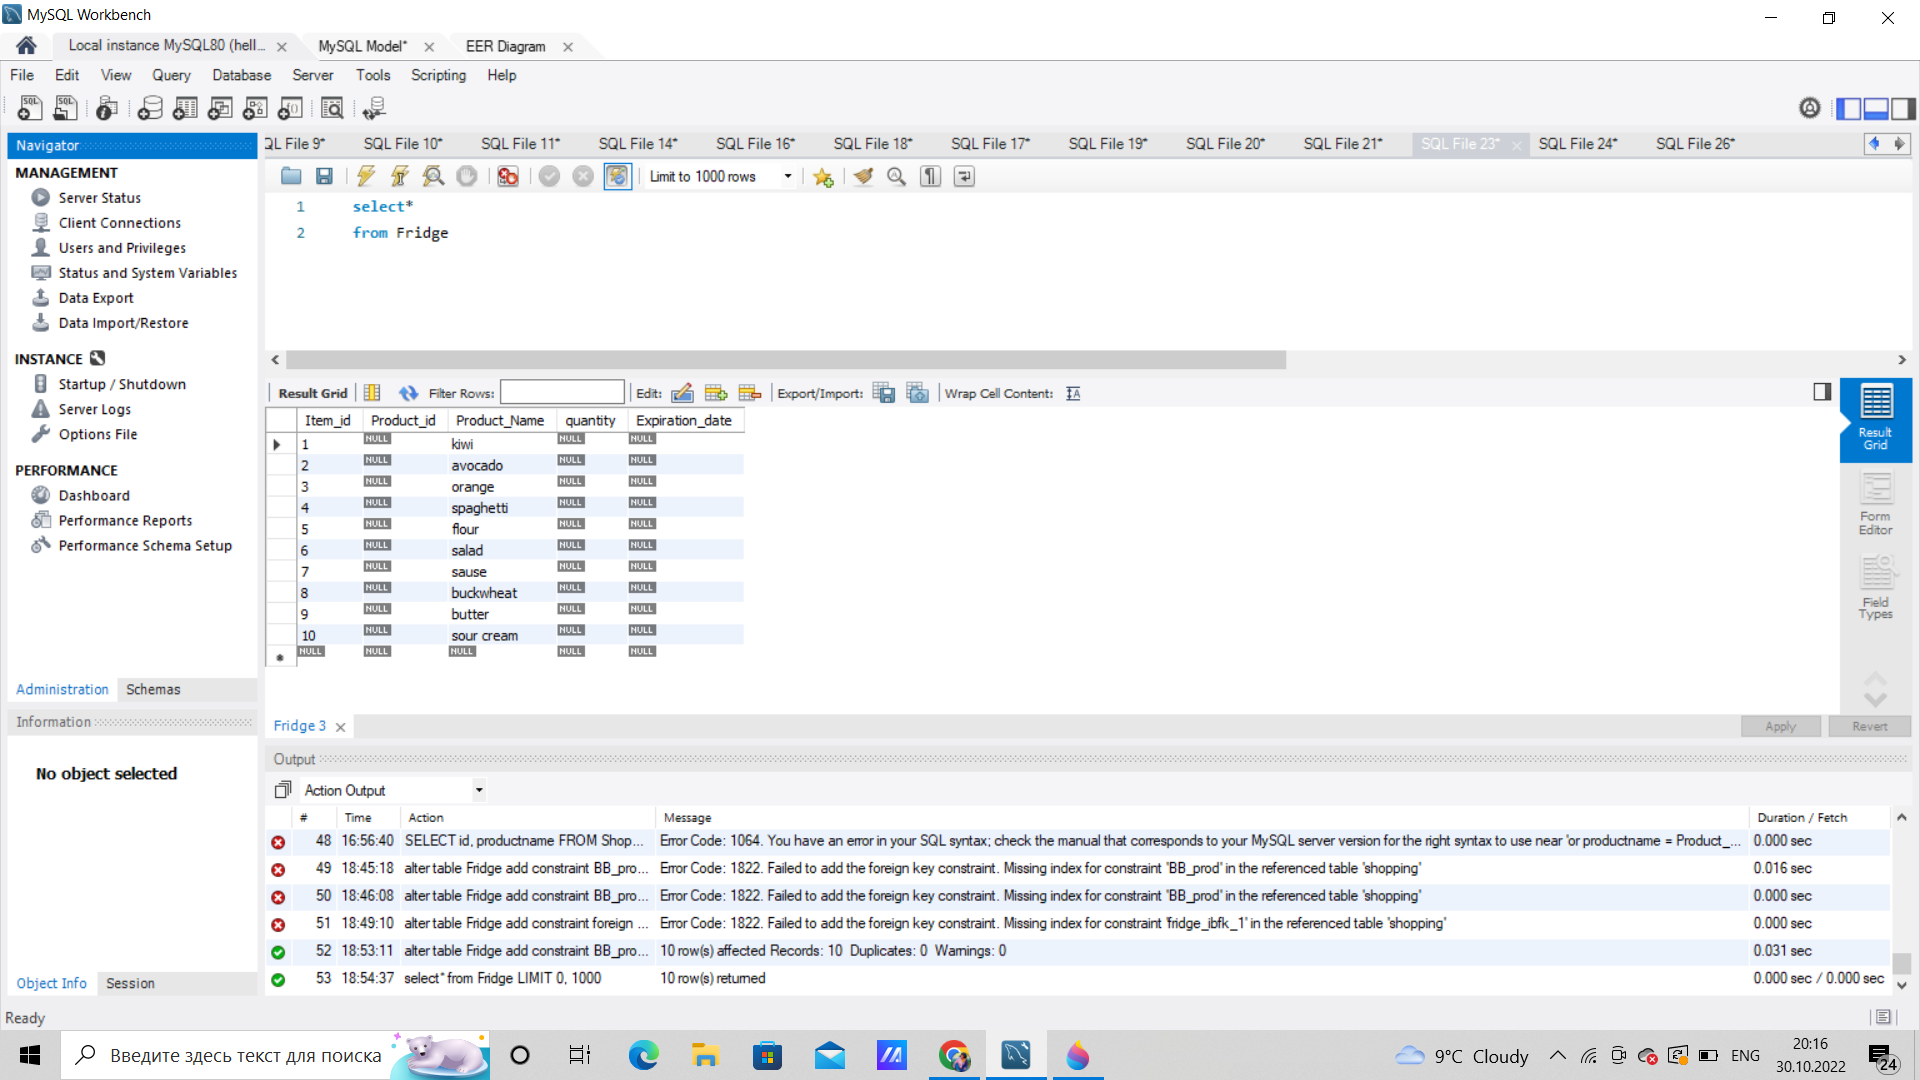 MySQL Workbench
Local instance MySQL80 (hell... MySQL Model* EER Diagram
File Edit View Query Database Server Tools Scripting Help
Navigator
QL File 9* SQL File 10* SQL File 11* SQL File 14* SQL File 16* SQL File 18* SQL File 17* SQL File 19* SQL File 20* SQL File 21* SQL File 23* SQL File 24* SQL File 26*
MANAGEMENT
Server Status
Client Connections
Users and Privileges
Status and System Variables
Data Export
Data Import/Restore
INSTANCE
Startup / Shutdown
Server Logs
Options File
PERFORMANCE
Dashboard
Performance Reports
Performance Schema Setup
Administration Schemas
Information
No object selected
Object Info Session
Ready
Limit to 1000 rows
1 select*
2 from Fridge
Result Grid Filter Rows: Edit: Export/Import: Wrap Cell Content:
Item_id Product_id Product_Name quantity Expiration_date
1 NULL kiwi NULL NULL
2 NULL avocado NULL NULL
3 NULL orange NULL NULL
4 NULL spaghetti NULL NULL
5 NULL flour NULL NULL
6 NULL salad NULL NULL
7 NULL sause NULL NULL
8 NULL buckwheat NULL NULL
9 NULL butter NULL NULL
10 NULL sour cream NULL NULL
NULL NULL NULL NULL NULL
Result
Grid
Form
Editor
Field
Types
Fridge 3 Apply Revert
Output
Action Output
# Time Action Message Duration / Fetch
48 16:56:40 SELECT id, productname FROM Shop... Error Code: 1064. You have an error in your SQL syntax; check the manual that corresponds to your MySQL server version for the right syntax to use near 'or productname = Product_... 0.000 sec
49 18:45:18 alter table Fridge add constraint BB_pro... Error Code: 1822. Failed to add the foreign key constraint. Missing index for constraint 'BB_prod' in the referenced table 'shopping' 0.016 sec
50 18:46:08 alter table Fridge add constraint BB_pro... Error Code: 1822. Failed to add the foreign key constraint. Missing index for constraint 'BB_prod' in the referenced table 'shopping' 0.000 sec
51 18:49:10 alter table Fridge add constraint foreign ... Error Code: 1822. Failed to add the foreign key constraint. Missing index for constraint 'fridge_ibfk_1' in the referenced table 'shopping' 0.000 sec
52 18:53:11 alter table Fridge add constraint BB_pro... 10 row(s) affected Records: 10 Duplicates: 0 Warnings: 0 0.031 sec
53 18:54:37 select* from Fridge LIMIT 0, 1000 10 row(s) returned 0.000 sec / 0.000 sec
Введите здесь текст для поиска
9°C Cloudy ENG 20:16
30.10.2022 24